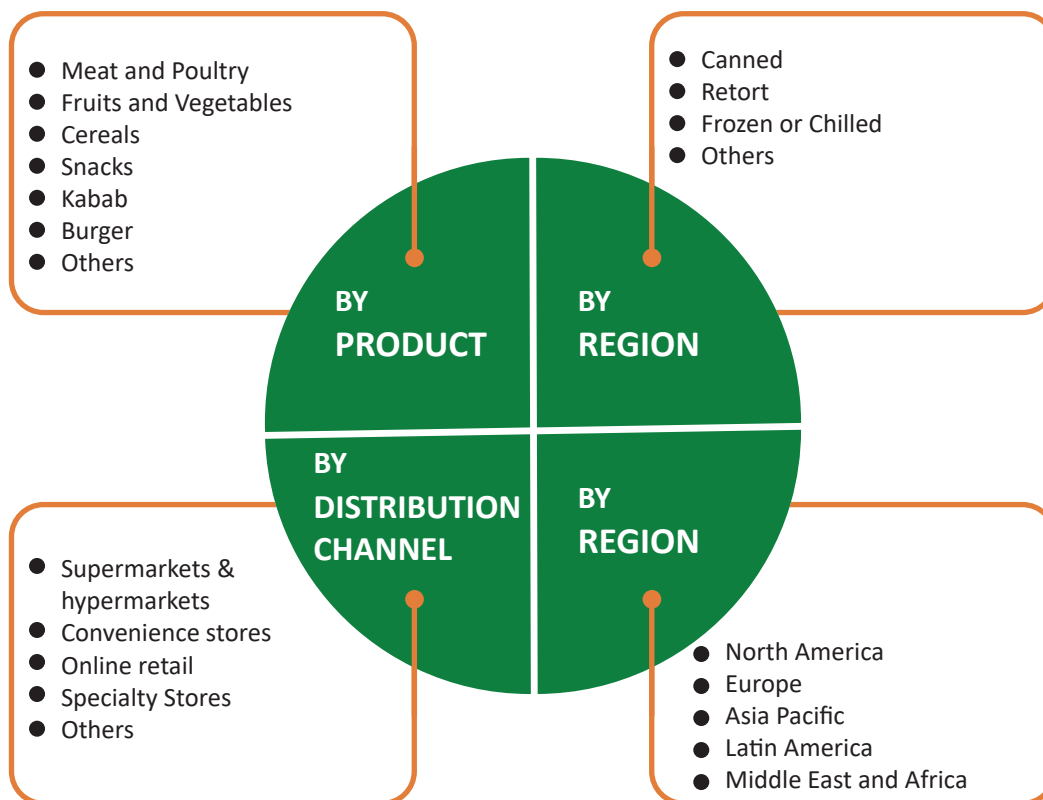 Meat and Poultry
Fruits and Vegetables
Cereals
Snacks
Kabab
Burger
Others
Canned
Retort
Frozen or Chilled
Others
BY
PRODUCT
BY
REGION
BY
DISTRIBUTION
CHANNEL
BY
REGION
Supermarkets &
hypermarkets
Convenience stores
Online retail
Specialty Stores
Others
North America
Europe
Asia Pacific
Latin America
Middle East and Africa